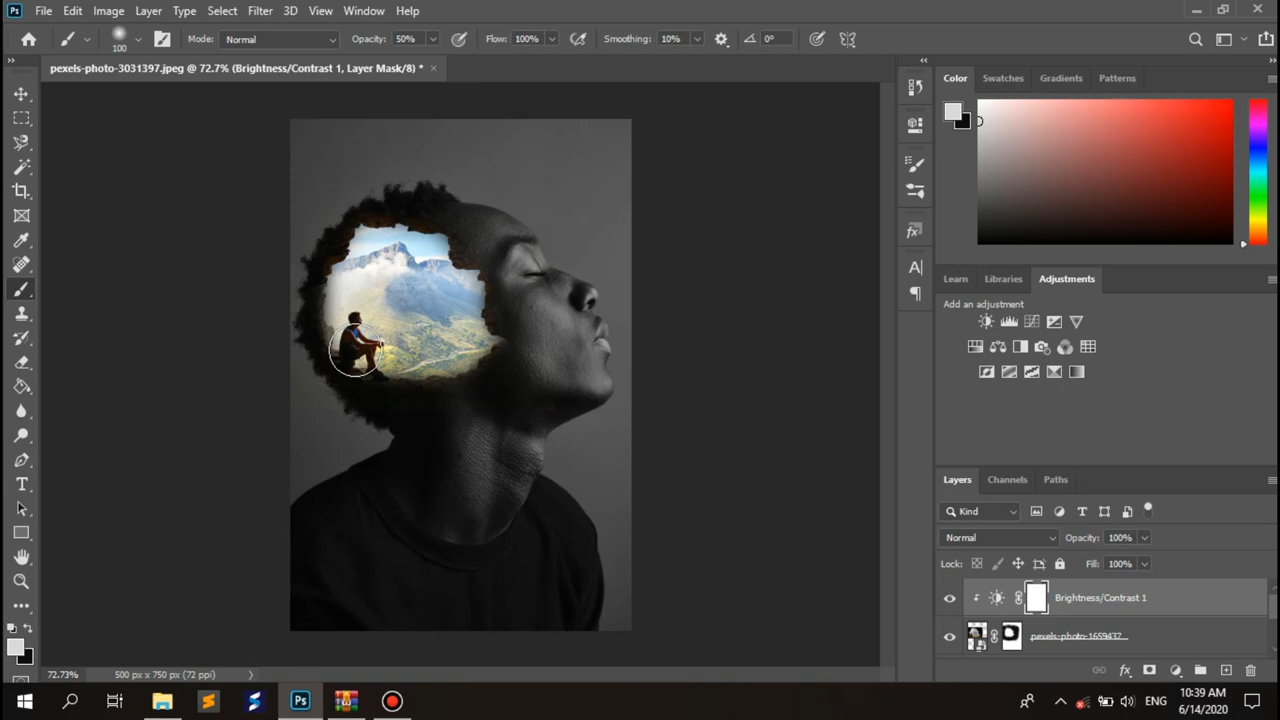 Ps File Edit Image Layer Type Select Filter 3D View Window Help
100 Mode: Normal Opacity: 50% Flow: 100% Smoothing: 10% 0°
pexels-photo-3031397.jpeg @ 72.7% (Brightness/Contrast 1, Layer Mask/8) * ×
Color Swatches Gradients Patterns
Learn Libraries Adjustments
Add an adjustment
Layers Channels Paths
Kind
Normal Opacity: 100%
Lock: Fill: 100%
Brightness/Contrast 1
pexels-photo-1659437...
72.73% 500 px x 750 px (72 ppi)
Ps ENG 10:39 AM
6/14/2020